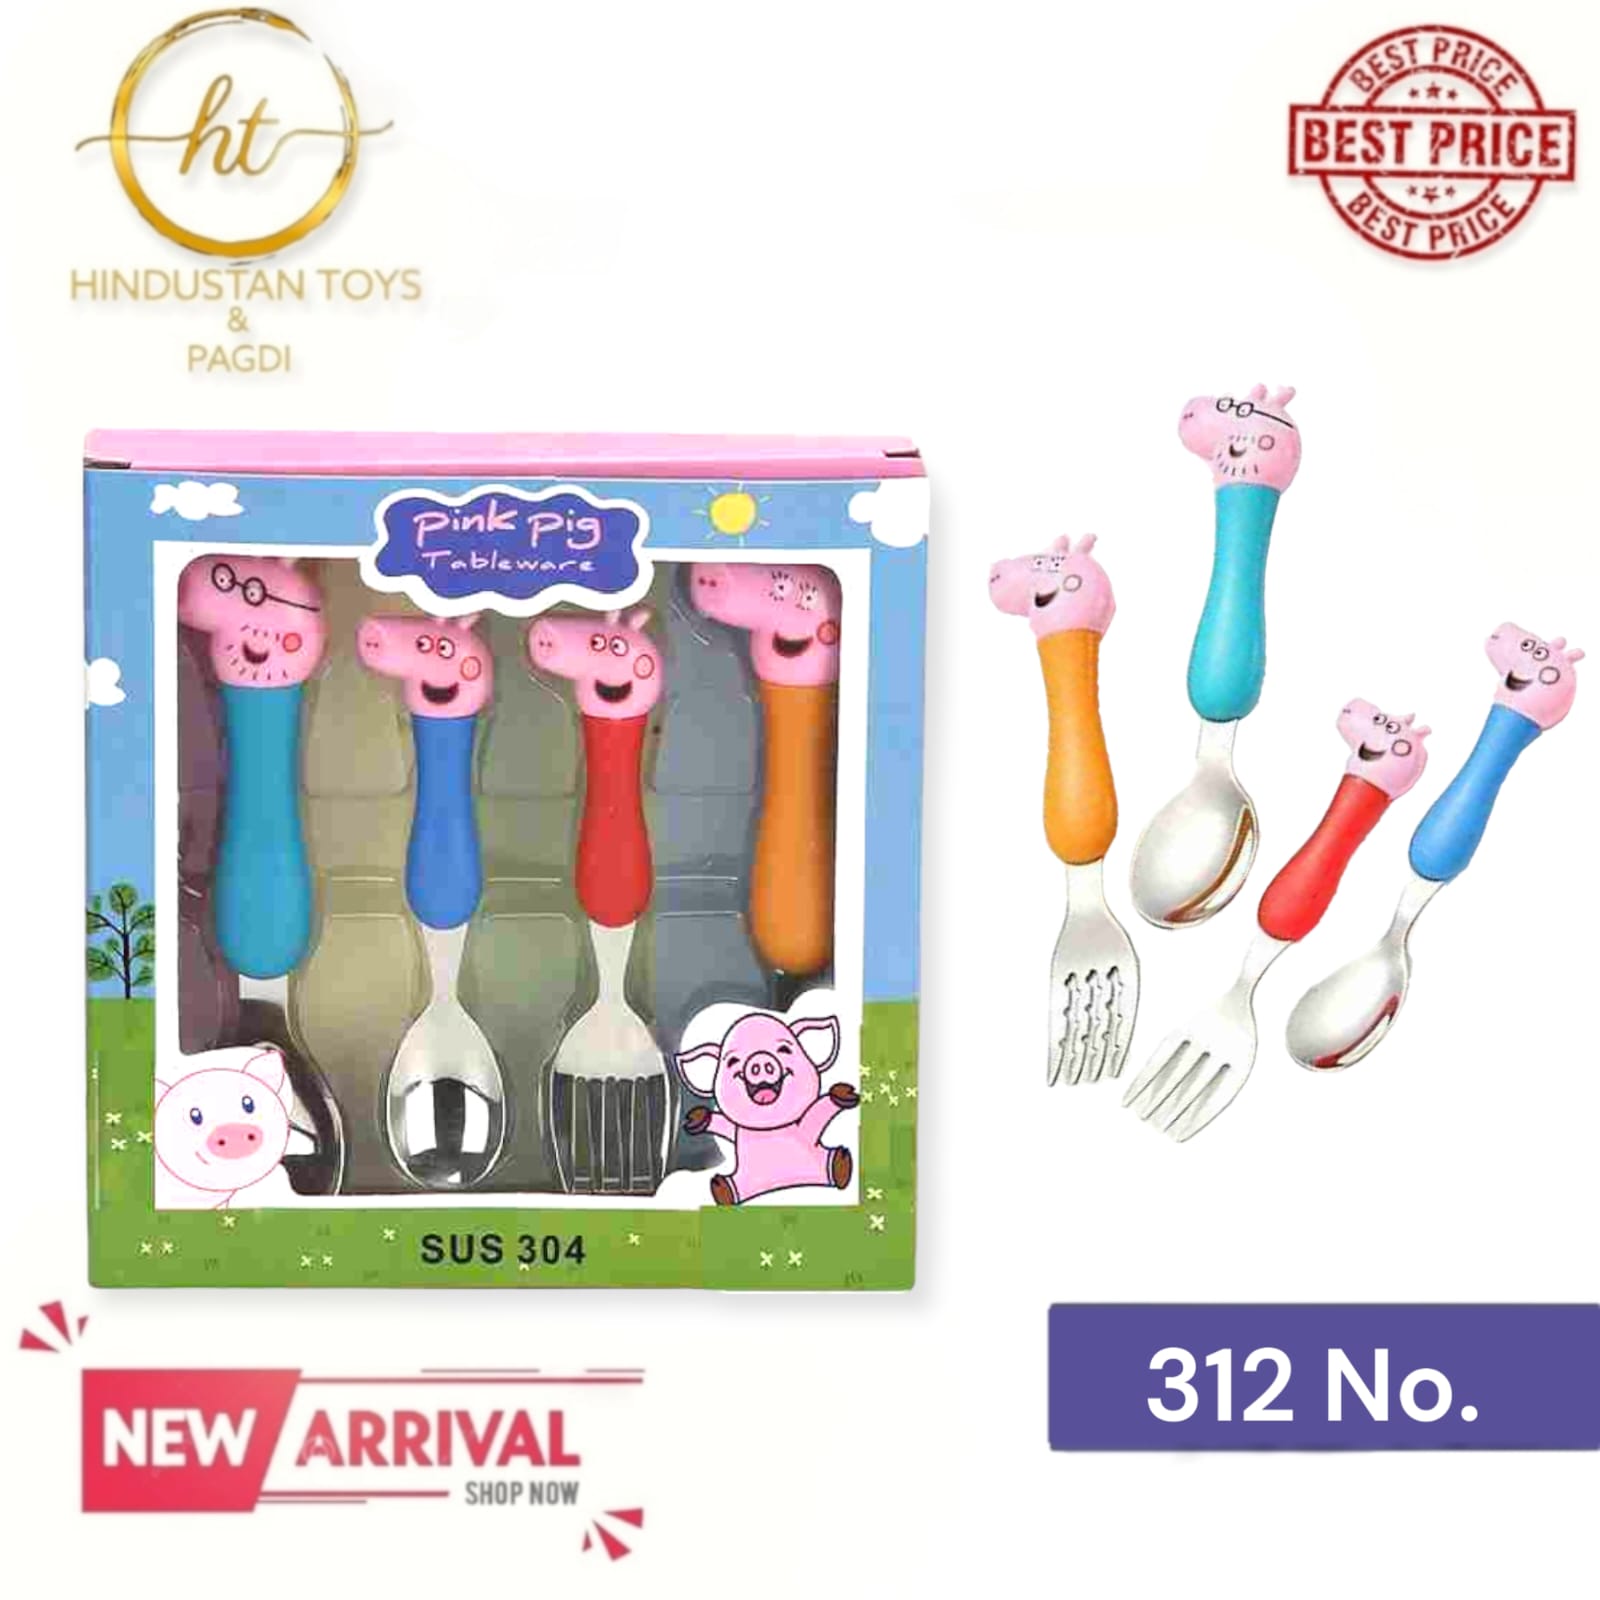 ht
HINDUSTAN TOYS
&
PAGDI
BEST PRICE
BEST PRICE
BEST PRICE
pink pig
Tableware
SUS 304
NEW ARRIVAL
SHOP NOW
312 No.